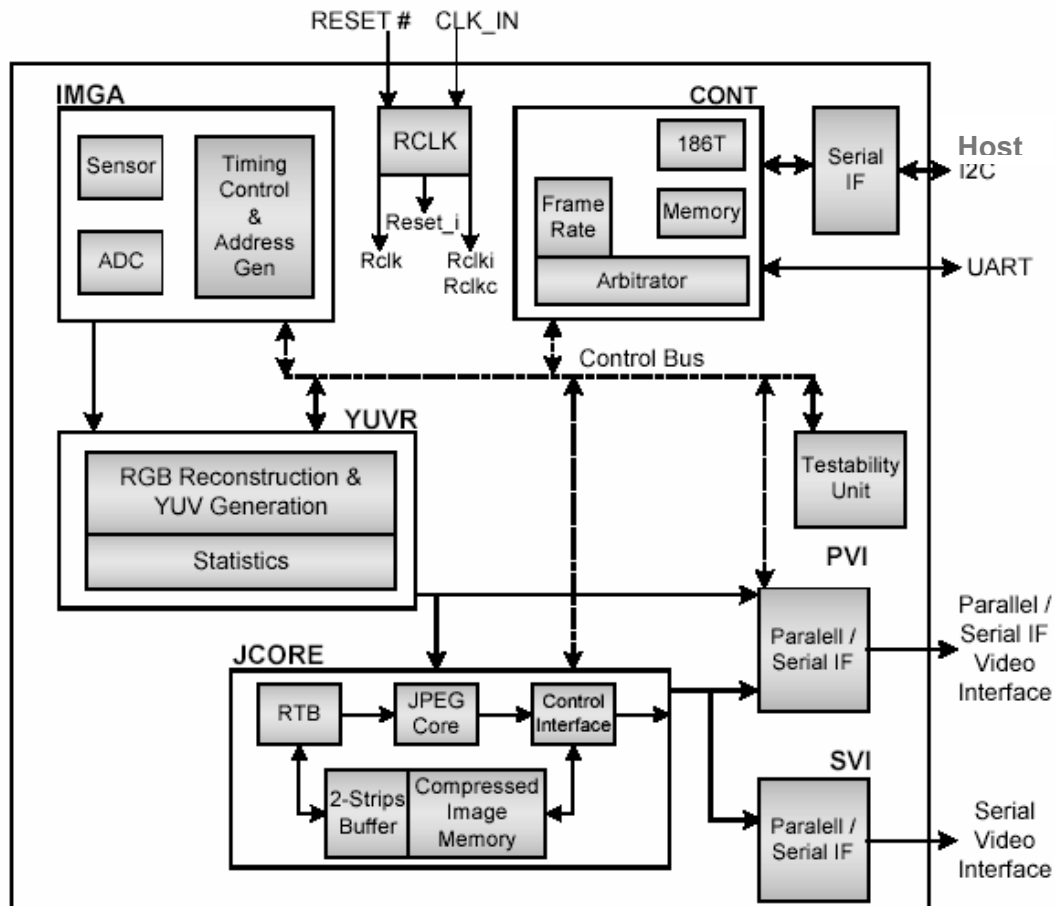 RESET # CLK_IN
IMGA
Sensor
ADC
Timing
Control
&
Address
Gen
RCLK
Reset_i
Rclk
Rclki
Rclkc
CONT
186T
Memory
Frame
Rate
Arbitrator
Serial
IF
Host
I2C
UART
Control Bus
YUVR
RGB Reconstruction &
YUV Generation
Statistics
Testability
Unit
PVI
Paralell /
Serial IF
Parallel /
Serial IF
Video
Interface
JCORE
RTB
JPEG
Core
Control
Interface
2-Strips
Buffer
Compressed
Image
Memory
SVI
Paralell /
Serial IF
Serial
Video
Interface